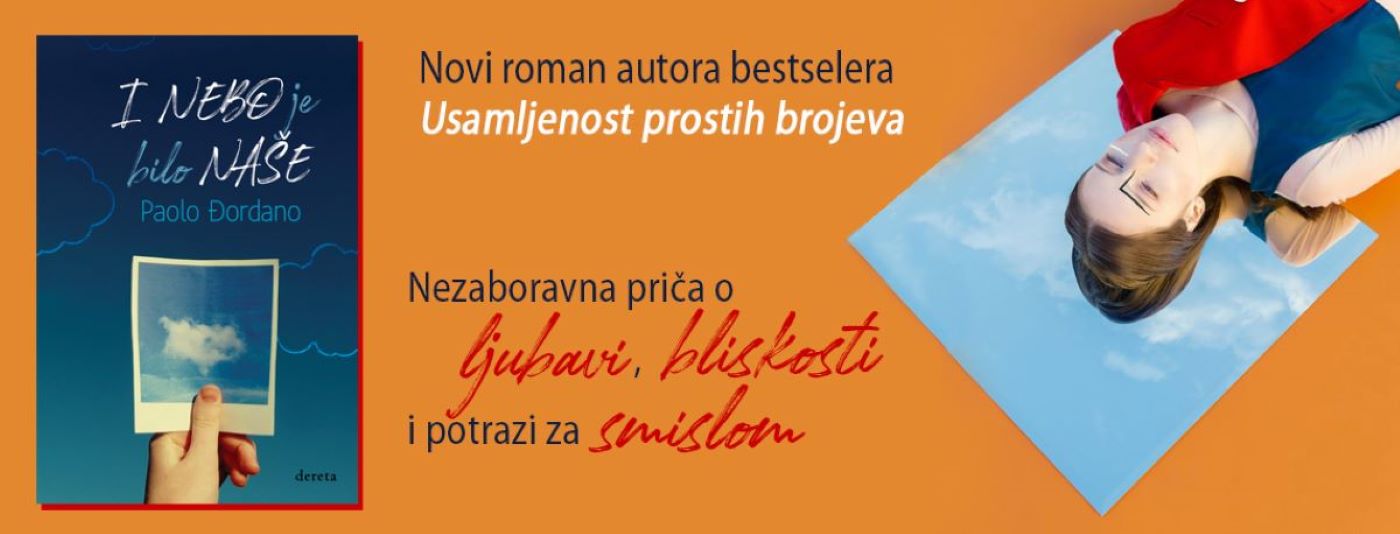 I NEBO je
bilo NAŠE
Paolo Đordano
dereta
Novi roman autora bestselera
Usamljenost prostih brojeva
Nezaboravna priča o
ljubavi, bliskosti
i potrazi za smislom